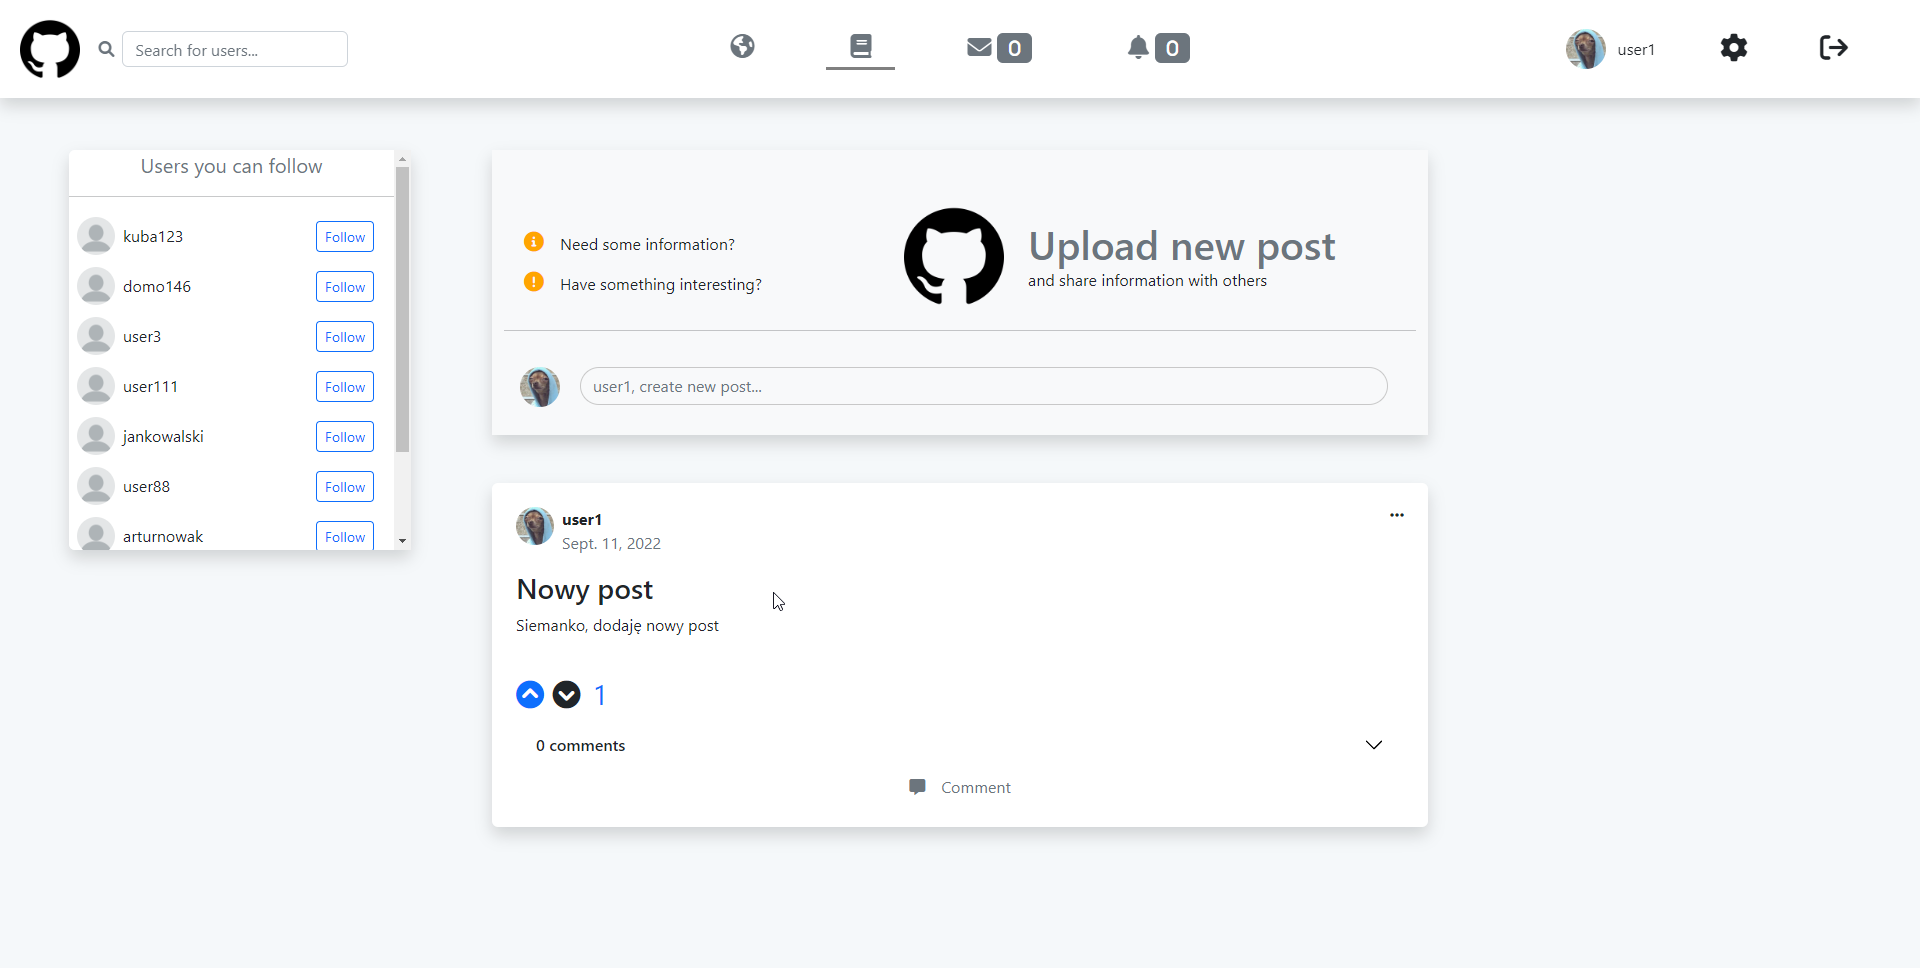 Search for users...
0
0
user1
Users you can follow
kuba123 Follow
domo146 Follow
user3 Follow
user111 Follow
jankowalski Follow
user88 Follow
arturnowak Follow
Need some information?
Have something interesting?
Upload new post
and share information with others
user1, create new post...
user1
Sept. 11, 2022
Nowy post
Siemanko, dodaję nowy post
1
0 comments
Comment